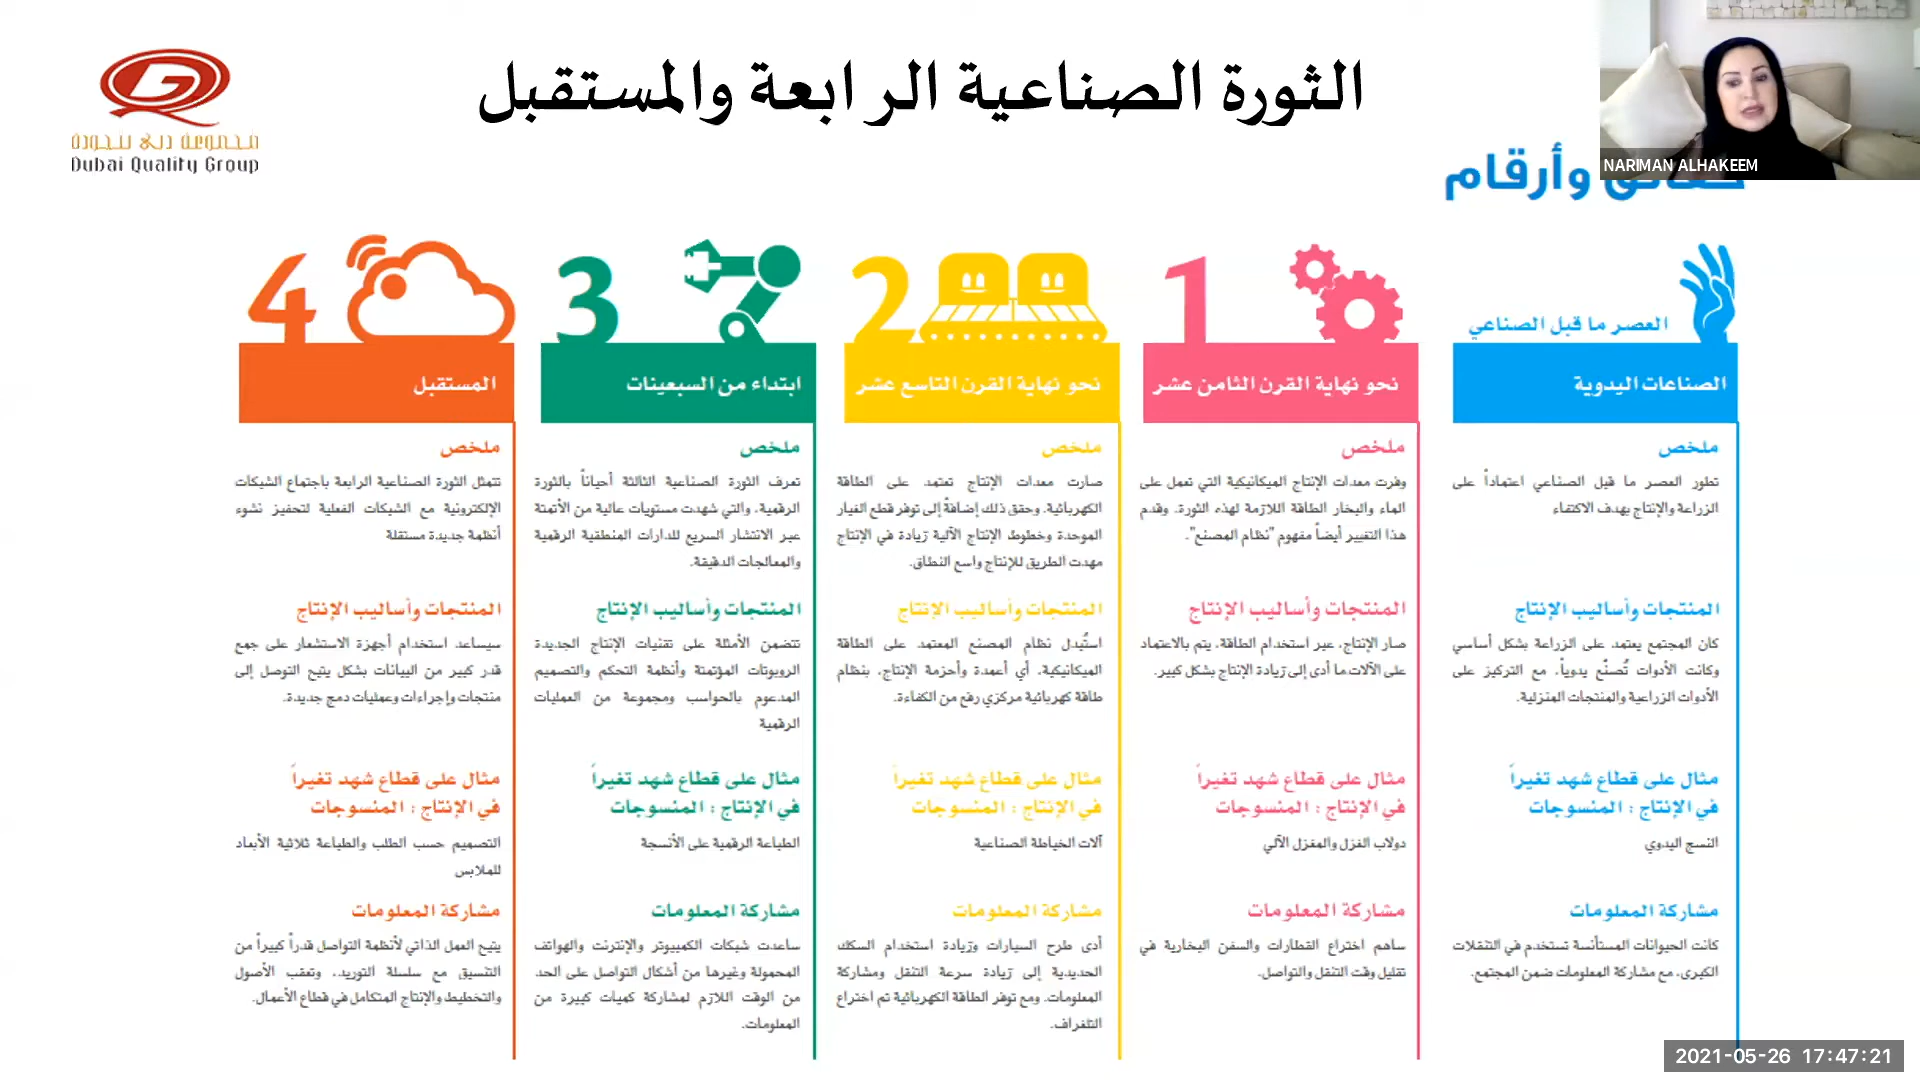 الثورة الصناعية الرابعة والمستقبل
مجموعة دبي للجودة
Dubai Quality Group
NARIMAN ALHAKEEM
وأرقام
العصر ما قبل الصناعي
الصناعات اليدوية
ملخص
تطور العصر ما قبل الصناعي اعتماداً على
الزراعة والإنتاج بهدف الاكتفاء
المنتجات وأساليب الإنتاج
كان المجتمع يعتمد على الزراعة بشكل أساسي
وكانت الأدوات تُصنّع يدوياً، مع التركيز على
الأدوات الزراعية والمنتجات المنزلية.
مثال على قطاع شهد تغيراً
في الإنتاج : المنسوجات
النسج اليدوي
مشاركة المعلومات
كانت الحيوانات المستأنسة تستخدم في التنقلات
الكبرى، مع مشاركة المعلومات ضمن المجتمع.
1
نحو نهاية القرن الثامن عشر
ملخص
وفرت معدات الإنتاج الميكانيكية التي تعمل على
الماء والبخار الطاقة اللازمة لهذه الثورة. وقدم
هذا التغيير أيضاً مفهوم "نظام المصنع".
المنتجات وأساليب الإنتاج
صار الإنتاج، عبر استخدام الطاقة، يتم بالاعتماد
على الآلات ما أدى إلى زيادة الإنتاج بشكل كبير.
مثال على قطاع شهد تغيراً
في الإنتاج : المنسوجات
دولاب الغزل والمغزل الآلي
مشاركة المعلومات
ساهم اختراع القطارات والسفن البخارية في
تقليل وقت التنقل والتواصل.
2
نحو نهاية القرن التاسع عشر
ملخص
صارت معدات الإنتاج تعتمد على الطاقة
الكهربائية. وحقق ذلك إضافةً إلى توفر قطع الغيار
الموحدة وخطوط الإنتاج الآلية زيادة في الإنتاج
مهدت الطريق للإنتاج واسع النطاق.
المنتجات وأساليب الإنتاج
استُبدل نظام المصنع المعتمد على الطاقة
الميكانيكية، أي أعمدة وأحزمة الإنتاج، بنظام
طاقة كهربائية مركزي رفع من الكفاءة.
مثال على قطاع شهد تغيراً
في الإنتاج : المنسوجات
آلات الخياطة الصناعية
مشاركة المعلومات
أدى طرح السيارات وزيادة استخدام السكك
الحديدية إلى زيادة سرعة التنقل ومشاركة
المعلومات. ومع توفر الطاقة الكهربائية تم اختراع
التلغراف.
3
ابتداء من السبعينات
ملخص
تعرف الثورة الصناعية الثالثة أحياناً بالثورة
الرقمية، والتي شهدت مستويات عالية من الأتمتة
عبر الانتشار السريع للدارات المنطقية الرقمية
والمعالجات الدقيقة.
المنتجات وأساليب الإنتاج
تتضمن الأمثلة على تقنيات الإنتاج الجديدة
الروبوتات المؤتمتة وأنظمة التحكم والتصميم
المدعوم بالحواسب ومجموعة من العمليات
الرقمية
مثال على قطاع شهد تغيراً
في الإنتاج : المنسوجات
الطباعة الرقمية على الأنسجة
مشاركة المعلومات
ساعدت شبكات الكمبيوتر والإنترنت والهواتف
المحمولة وغيرها من أشكال التواصل على الحد
من الوقت اللازم لمشاركة كميات كبيرة من
المعلومات.
4
المستقبل
ملخص
تتمثل الثورة الصناعية الرابعة باجتماع الشبكات
الإلكترونية مع الشبكات الفعلية لتحفيز نشوء
أنظمة جديدة مستقلة
المنتجات وأساليب الإنتاج
سيساعد استخدام أجهزة الاستشعار على جمع
قدر كبير من البيانات بشكل يتيح التوصل إلى
منتجات وإجراءات وعمليات دمج جديدة.
مثال على قطاع شهد تغيراً
في الإنتاج : المنسوجات
التصميم حسب الطلب والطباعة ثلاثية الأبعاد
للملابس
مشاركة المعلومات
يتيح العمل الذاتي لأنظمة التواصل قدراً كبيراً من
التنسيق مع سلسلة التوريد، وتعقب الأصول
والتخطيط والإنتاج المتكامل في قطاع الأعمال.
2021-05-26 17:47:21